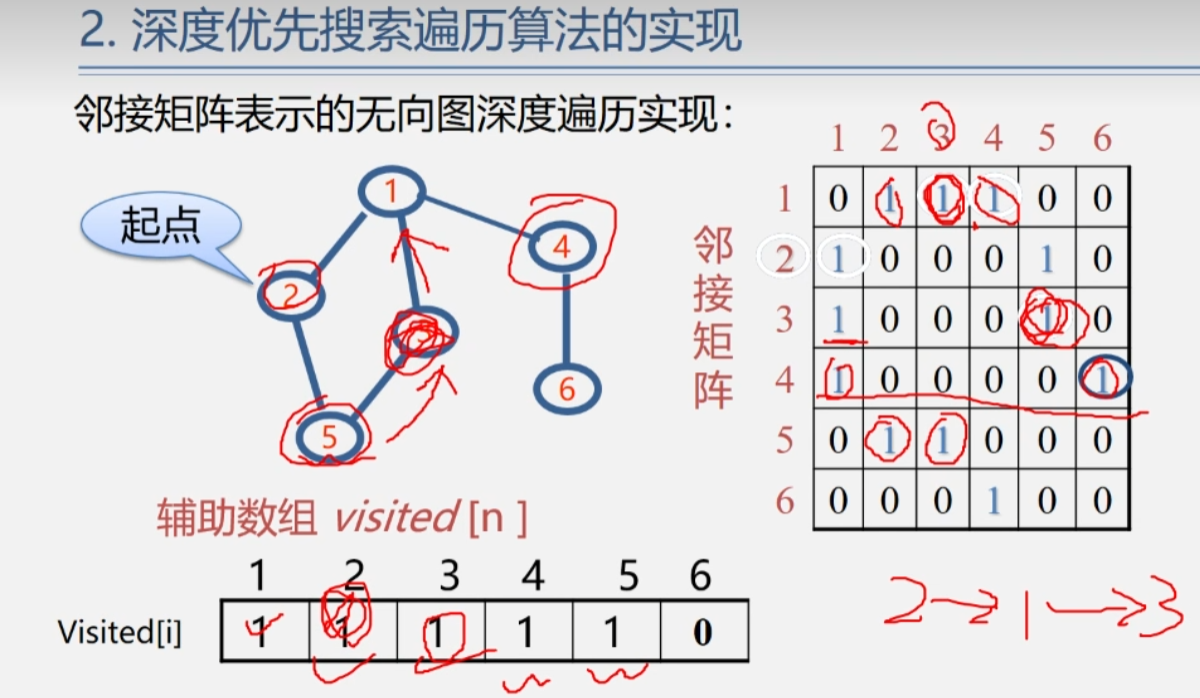 2. 深度优先搜索遍历算法的实现
邻接矩阵表示的无向图深度遍历实现：
起点
1
2
3
4
5
6
邻接矩阵
1 2 3 4 5 6
1 0 1 1 1 0 0
2 1 0 0 0 1 0
3 1 0 0 0 1 0
4 1 0 0 0 0 1
5 0 1 1 0 0 0
6 0 0 0 1 0 0
辅助数组 visited [n ]
1 2 3 4 5 6
Visited[i] 1 1 1 1 1 0
2→1→3